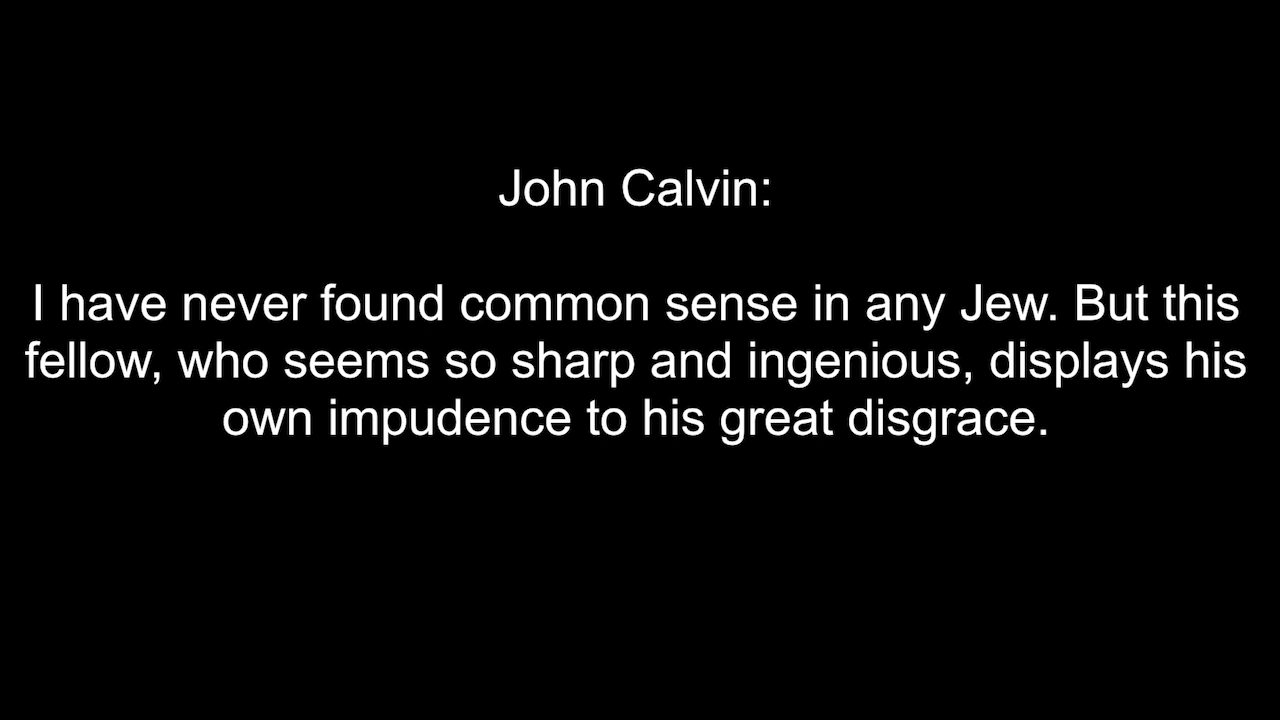 John Calvin:
I have never found common sense in any Jew. But this
fellow, who seems so sharp and ingenious, displays his
own impudence to his great disgrace.